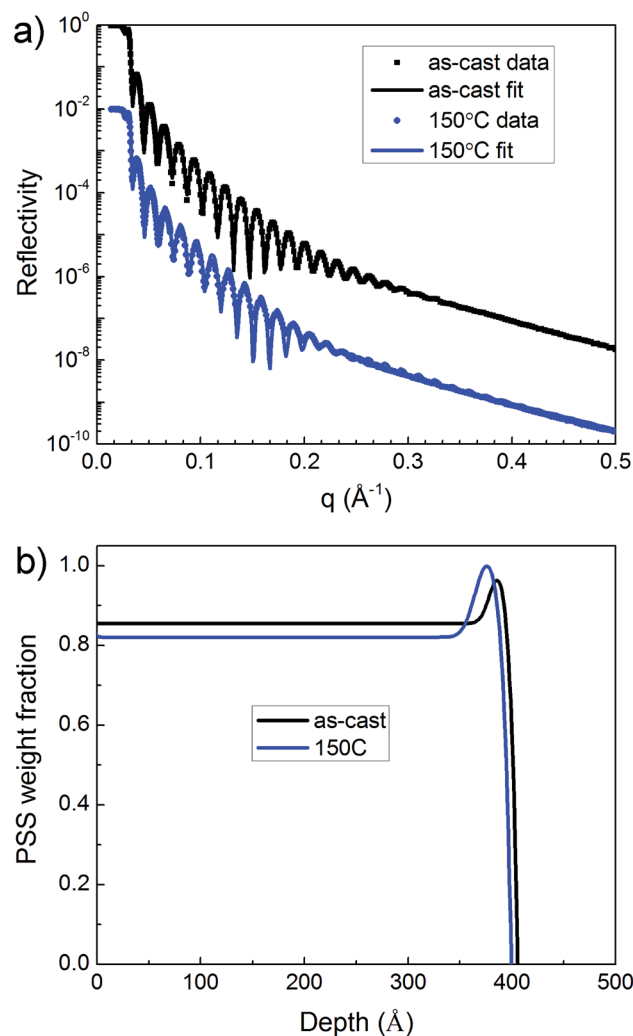 a)
10⁰
10⁻²
10⁻⁴
10⁻⁶
10⁻⁸
10⁻¹⁰
Reflectivity
as-cast data
as-cast fit
150°C data
150°C fit
0.0 0.1 0.2 0.3 0.4 0.5
q (Å⁻¹)
b)
1.0
0.8
0.6
0.4
0.2
0.0
PSS weight fraction
as-cast
150C
0 100 200 300 400 500
Depth (Å)